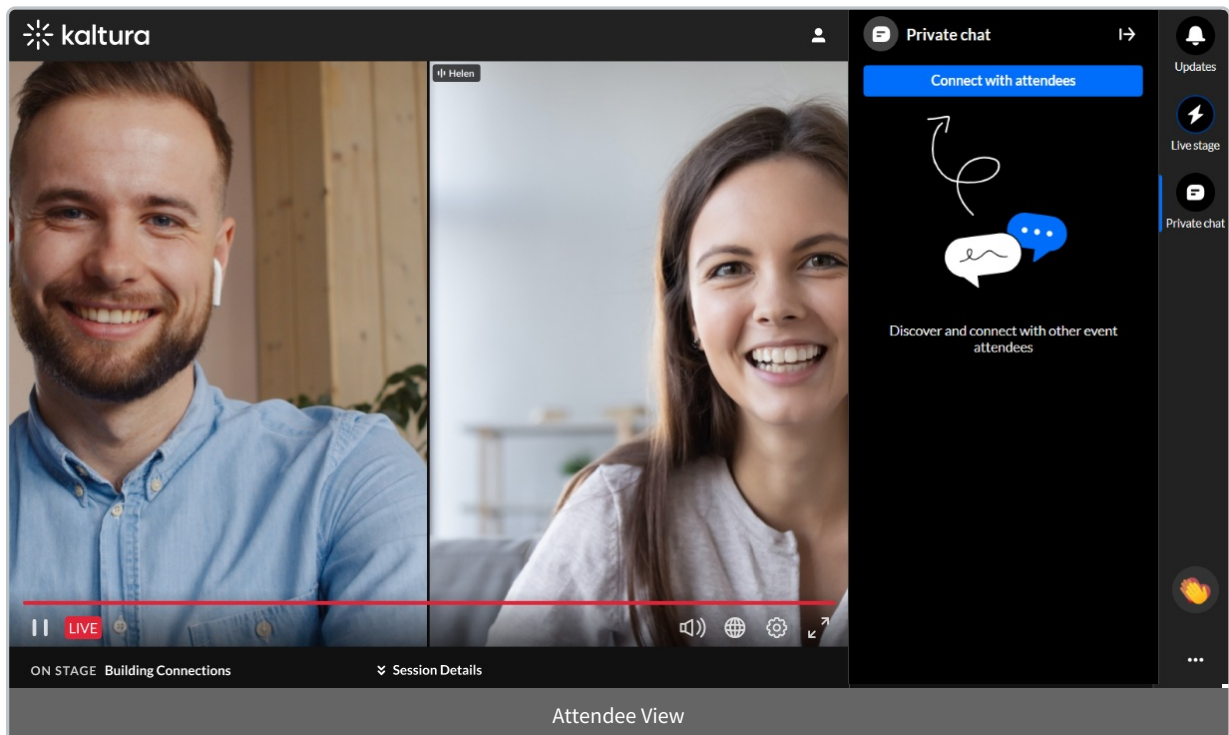 kaltura
Private chat
Updates
Helen
Connect with attendees
Live stage
Private chat
Discover and connect with other event
attendees
LIVE
ON STAGE Building Connections
Session Details
Attendee View